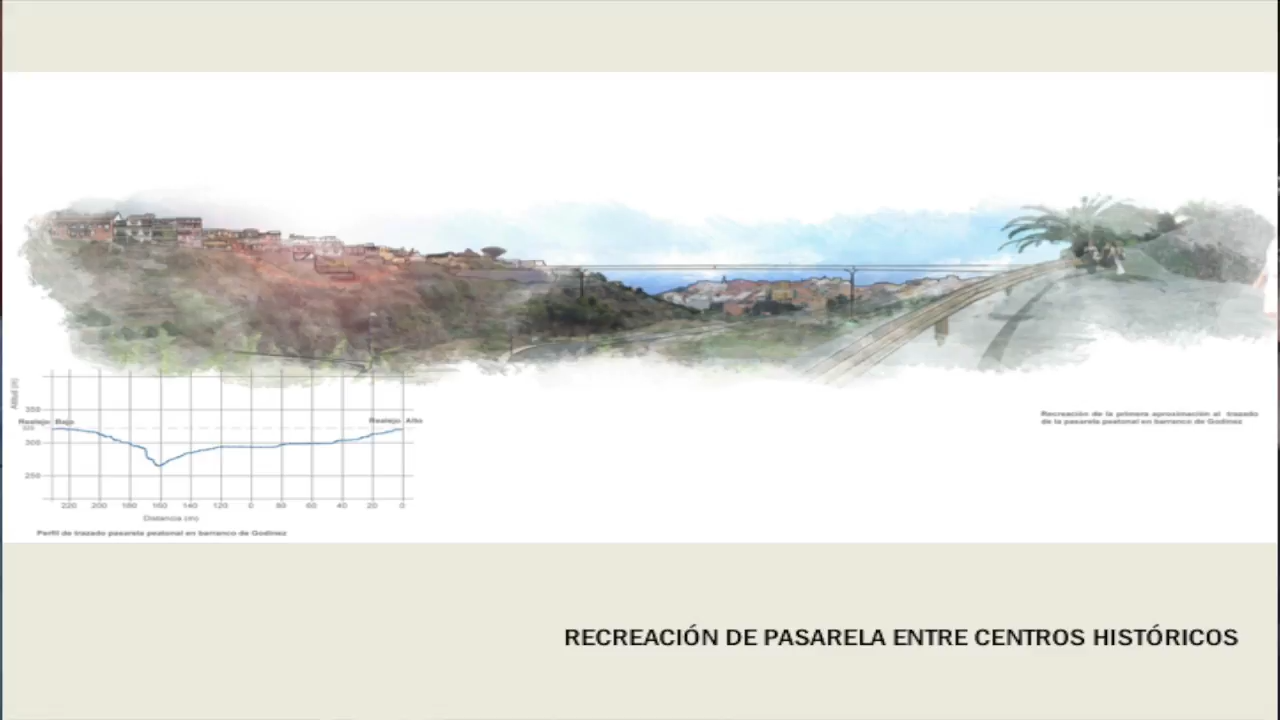 Altitud (m)
350
Realejo Bajo
Realejo Alto
320
300
250
220 200 180 160 140 120 0 80 60 40 20 0
Distancia (m)
Perfil de trazado pasarela peatonal en barranco de Godínez
Recreación de la primera aproximación al trazado
de la pasarela peatonal en barranco de Godínez
RECREACIÓN DE PASARELA ENTRE CENTROS HISTÓRICOS